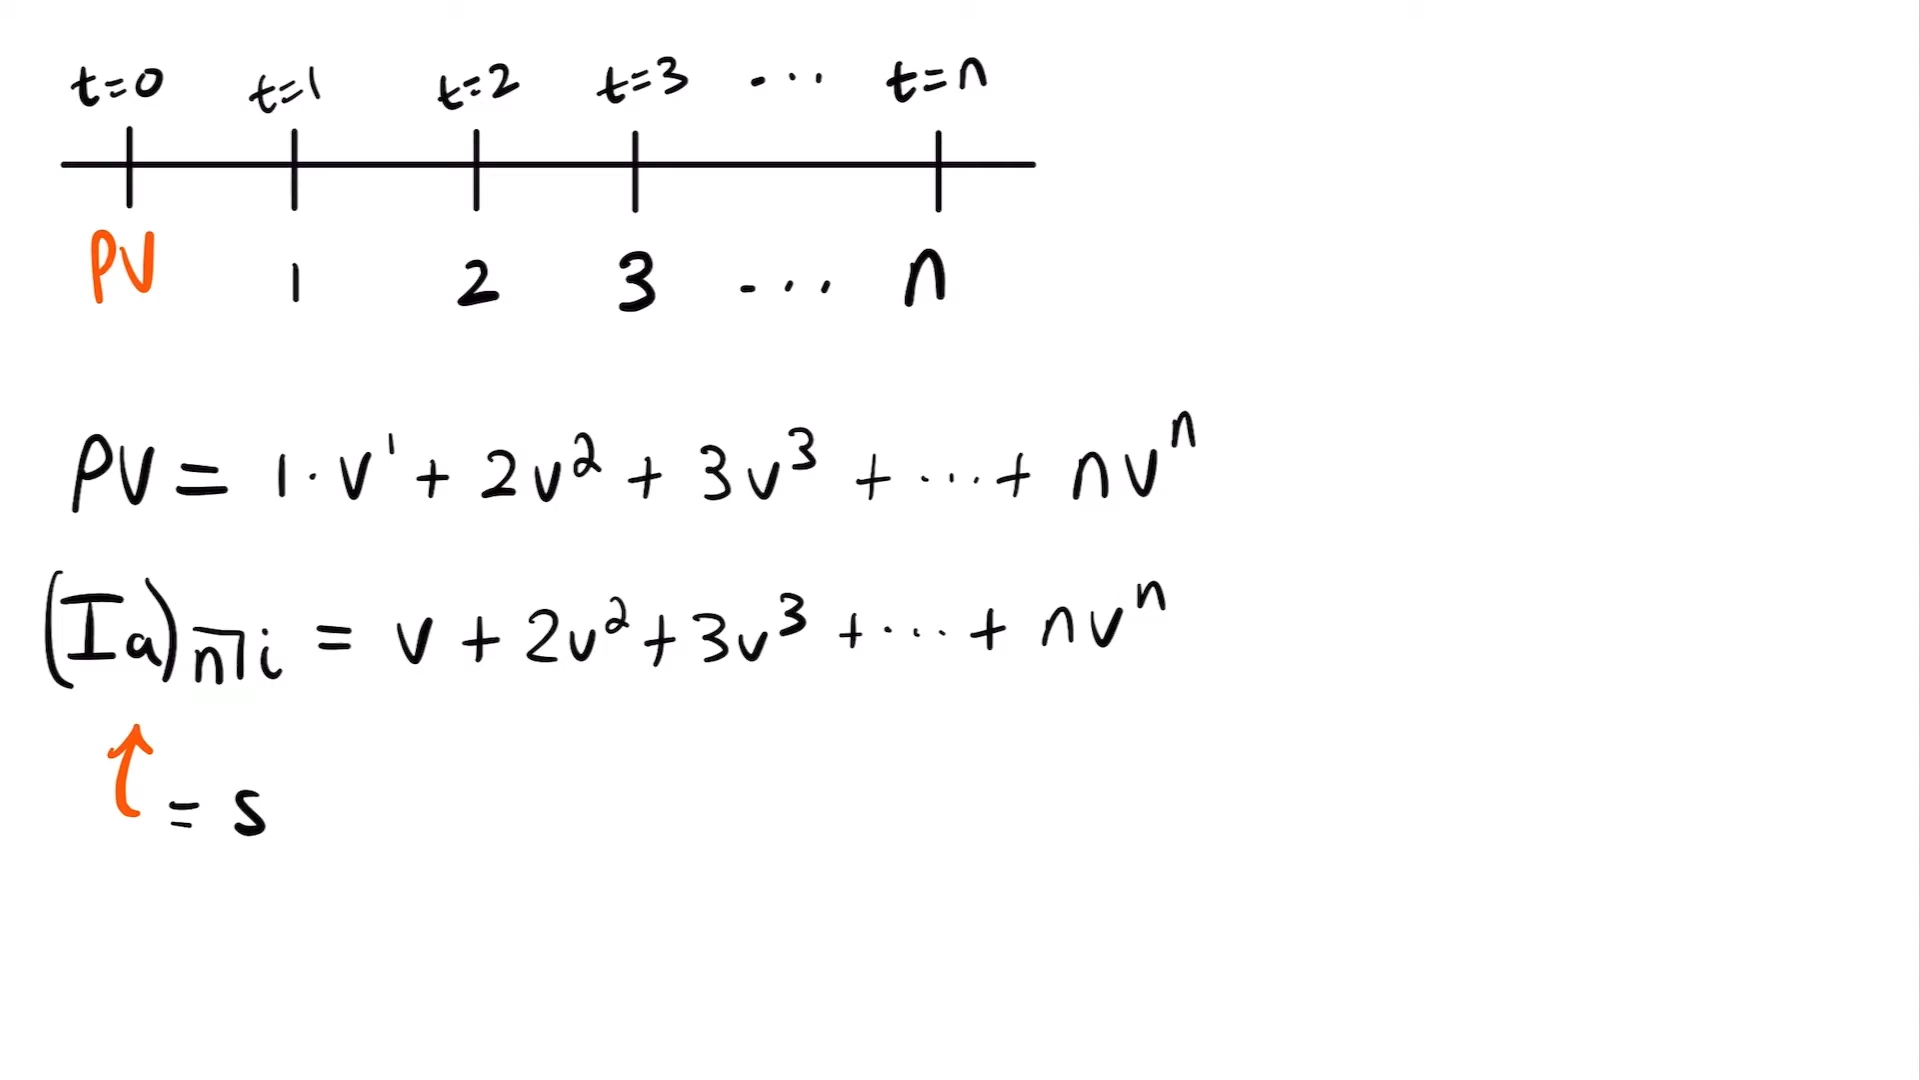 t=0 t=1 t=2 t=3 ... t=n
PV 1 2 3 ... n
PV = 1·v¹ + 2v² + 3v³ + ... + nvⁿ
(Ia)n̅|i = v + 2v² + 3v³ + ... + nvⁿ
↑ = s